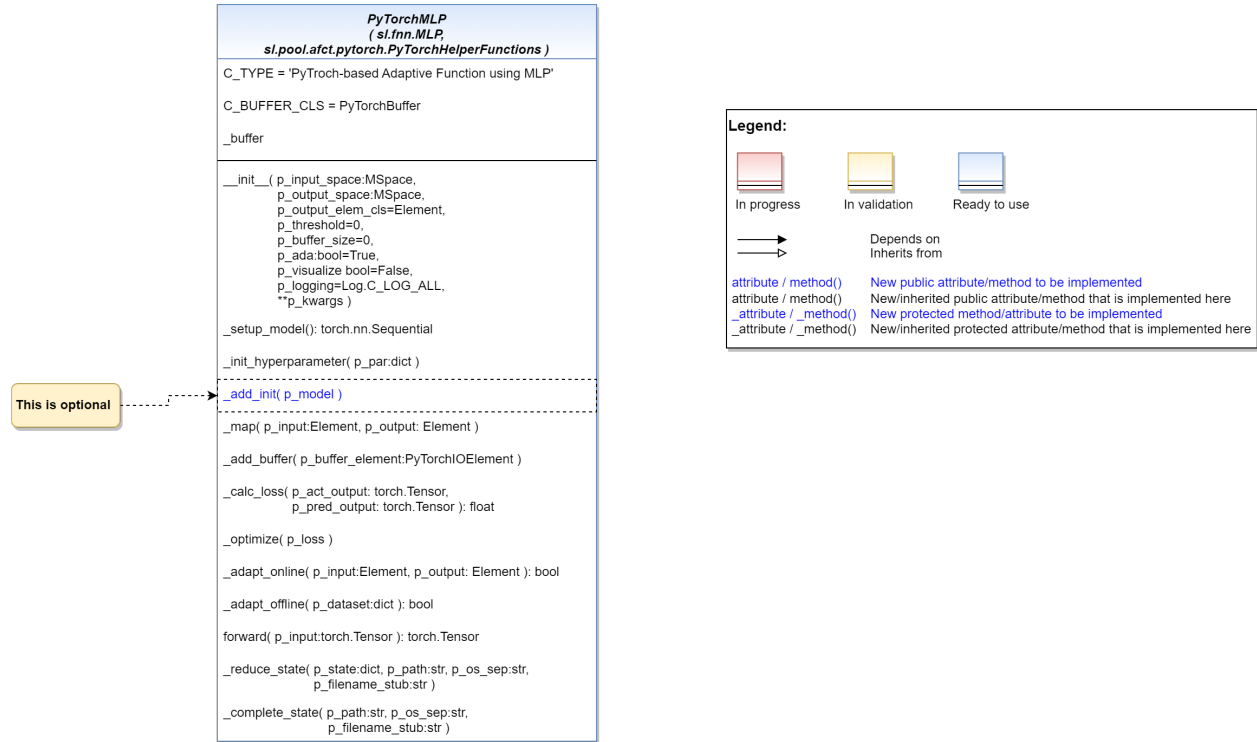 PyTorchMLP
( sl.fnn.MLP,
sl.pool.afct.pytorch.PyTorchHelperFunctions )
C_TYPE = 'PyTroch-based Adaptive Function using MLP'
C_BUFFER_CLS = PyTorchBuffer
_buffer
__init__( p_input_space:MSpace,
p_output_space:MSpace,
p_output_elem_cls=Element,
p_threshold=0,
p_buffer_size=0,
p_ada:bool=True,
p_visualize bool=False,
p_logging=Log.C_LOG_ALL,
**p_kwargs )
_setup_model(): torch.nn.Sequential
_init_hyperparameter( p_par:dict )
This is optional
_add_init( p_model )
_map( p_input:Element, p_output: Element )
_add_buffer( p_buffer_element:PyTorchIOElement )
_calc_loss( p_act_output: torch.Tensor,
p_pred_output: torch.Tensor ): float
_optimize( p_loss )
_adapt_online( p_input:Element, p_output: Element ): bool
_adapt_offline( p_dataset:dict ): bool
forward( p_input:torch.Tensor ): torch.Tensor
_reduce_state( p_state:dict, p_path:str, p_os_sep:str,
p_filename_stub:str )
_complete_state( p_path:str, p_os_sep:str,
p_filename_stub:str )
Legend:
In progress In validation Ready to use
Depends on
Inherits from
attribute / method() New public attribute/method to be implemented
attribute / method() New/inherited public attribute/method that is implemented here
_attribute / _method() New protected method/attribute to be implemented
_attribute / _method() New/inherited protected attribute/method that is implemented here